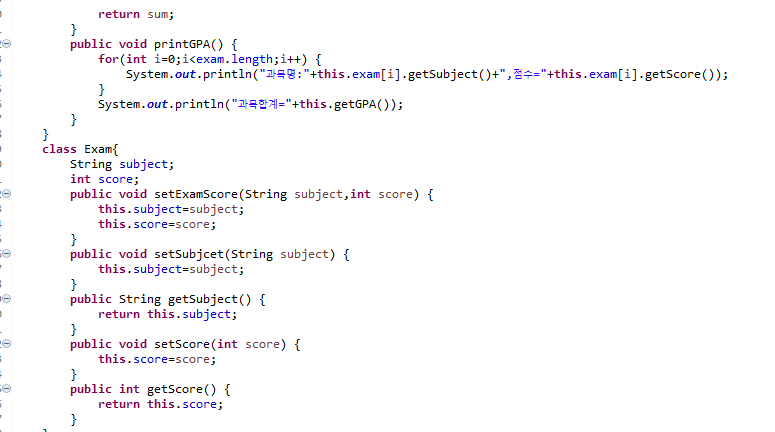 return sum;
}
public void printGPA() {
for(int i=0;i<exam.length;i++) {
System.out.println("과목명:"+this.exam[i].getSubject()+",점수="+this.exam[i].getScore());
}
System.out.println("과목합계="+this.getGPA());
}
}
class Exam{
String subject;
int score;
public void setExamScore(String subject,int score) {
this.subject=subject;
this.score=score;
}
public void setSubjcet(String subject) {
this.subject=subject;
}
public String getSubject() {
return this.subject;
}
public void setScore(int score) {
this.score=score;
}
public int getScore() {
return this.score;
}